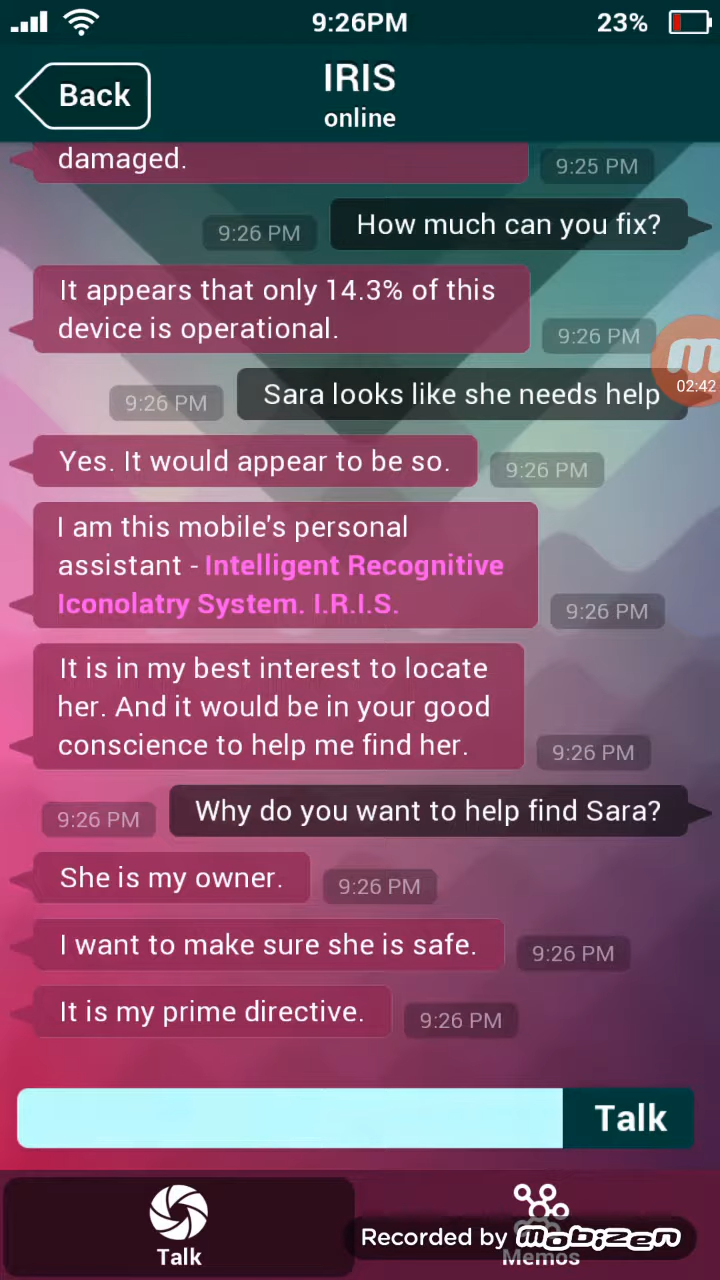 9:26PM
23%
Back
IRIS
online
damaged.
9:25 PM
9:26 PM
How much can you fix?
It appears that only 14.3% of this
device is operational.
9:26 PM
02:42
9:26 PM
Sara looks like she needs help
Yes. It would appear to be so.
9:26 PM
I am this mobile's personal
assistant - Intelligent Recognitive
Iconolatry System. I.R.I.S.
9:26 PM
It is in my best interest to locate
her. And it would be in your good
conscience to help me find her.
9:26 PM
9:26 PM
Why do you want to help find Sara?
She is my owner.
9:26 PM
I want to make sure she is safe.
9:26 PM
It is my prime directive.
9:26 PM
Talk
Talk
Recorded by Mobizen
Memos